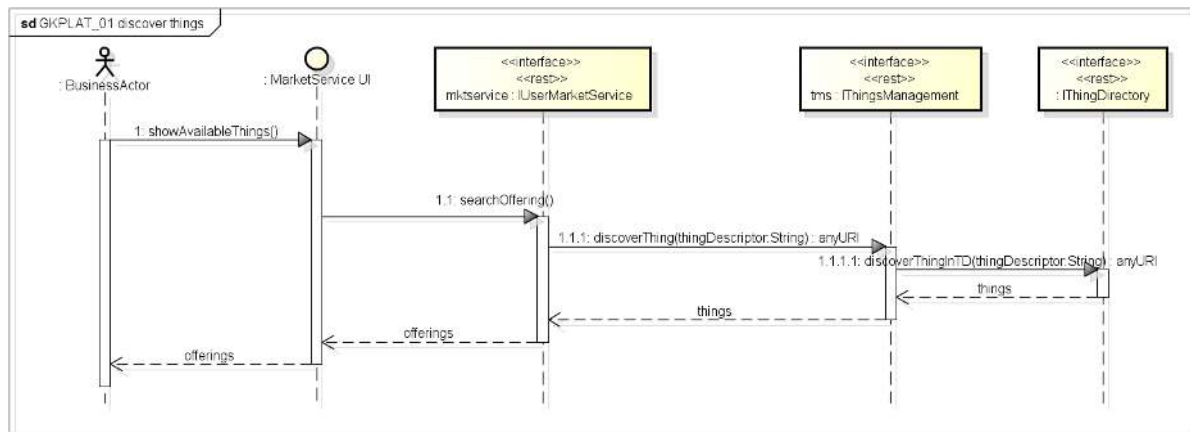 sd GKPLAT_01 discover things
: BusinessActor
: MarketService UI
<<interface>>
<<rest>>
mktservice : IUserMarketService
<<interface>>
<<rest>>
tms : IThingsManagement
<<interface>>
<<rest>>
: IThingDirectory
1: showAvailableThings()
1.1: searchOffering()
1.1.1: discoverThing(thingDescriptor:String) : anyURI
1.1.1.1: discoverThingInTD(thingDescriptor:String) : anyURI
things
things
offerings
offerings